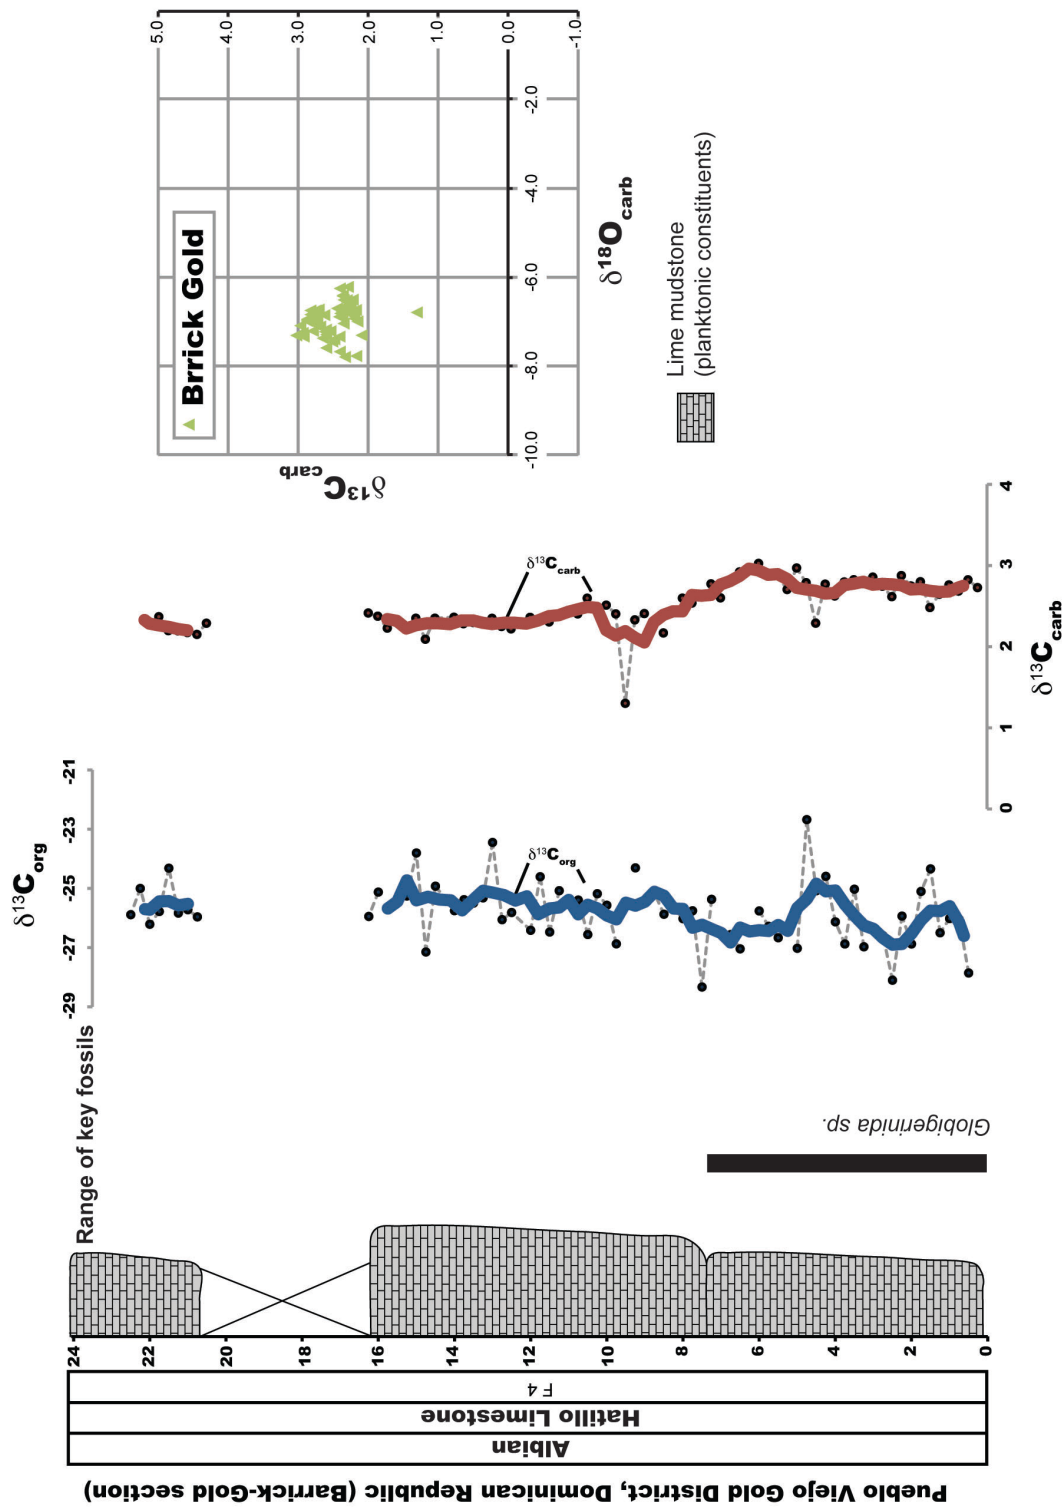 Pueblo Viejo Gold District, Dominican Republic (Barrick-Gold section)
Albian
Hatillo Limestone
F 4
24
22
20
18
16
14
12
10
8
6
4
2
0
Range of key fossils
Globigerinida sp.
δ13Corg
-29
-27
-25
-23
-21
δ13Corg
δ13Ccarb
0
1
2
3
4
δ13Ccarb
Brrick Gold
δ13Ccarb
5.0
4.0
3.0
2.0
1.0
0.0
-1.0
-10.0
-8.0
-6.0
-4.0
-2.0
δ18Ocarb
Lime mudstone
(planktonic constituents)